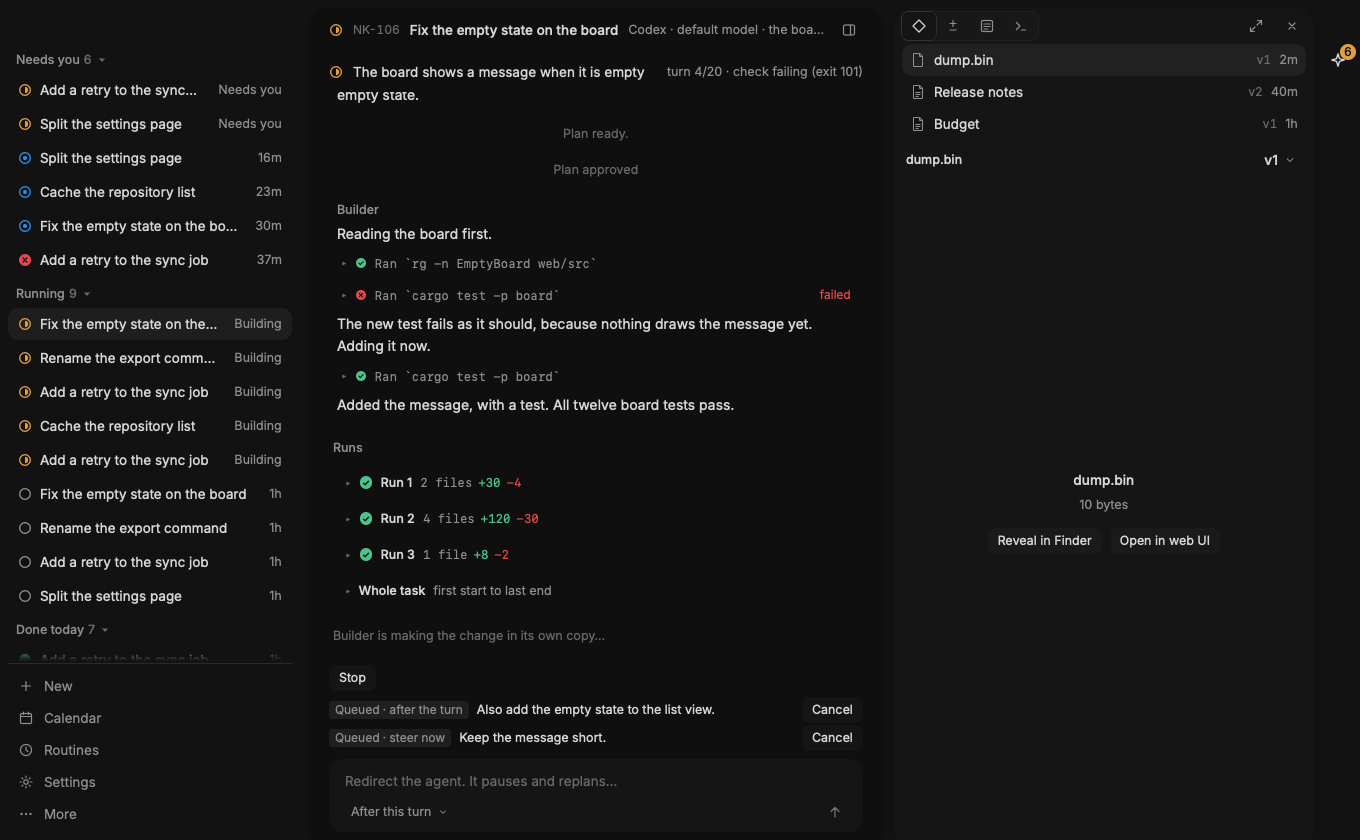 Needs you 6
Add a retry to the sync... Needs you
Split the settings page Needs you
Split the settings page 16m
Cache the repository list 23m
Fix the empty state on the bo... 30m
Add a retry to the sync job 37m
Running 9
Fix the empty state on the... Building
Rename the export comm... Building
Add a retry to the sync job Building
Cache the repository list Building
Add a retry to the sync job Building
Fix the empty state on the board 1h
Rename the export command 1h
Add a retry to the sync job 1h
Split the settings page 1h
Done today 7
Add a retry to the sync job 1h
New
Calendar
Routines
Settings
More
NK-106 Fix the empty state on the board Codex · default model · the boa...
The board shows a message when it is empty turn 4/20 · check failing (exit 101)
empty state.
Plan ready.
Plan approved
Builder
Reading the board first.
Ran `rg -n EmptyBoard web/src`
Ran `cargo test -p board` failed
The new test fails as it should, because nothing draws the message yet.
Adding it now.
Ran `cargo test -p board`
Added the message, with a test. All twelve board tests pass.
Runs
Run 1 2 files +30 −4
Run 2 4 files +120 −30
Run 3 1 file +8 −2
Whole task first start to last end
Builder is making the change in its own copy...
Stop
Queued · after the turn Also add the empty state to the list view. Cancel
Queued · steer now Keep the message short. Cancel
Redirect the agent. It pauses and replans...
After this turn
dump.bin v1 2m
Release notes v2 40m
Budget v1 1h
dump.bin v1
dump.bin
10 bytes
Reveal in Finder Open in web UI
6